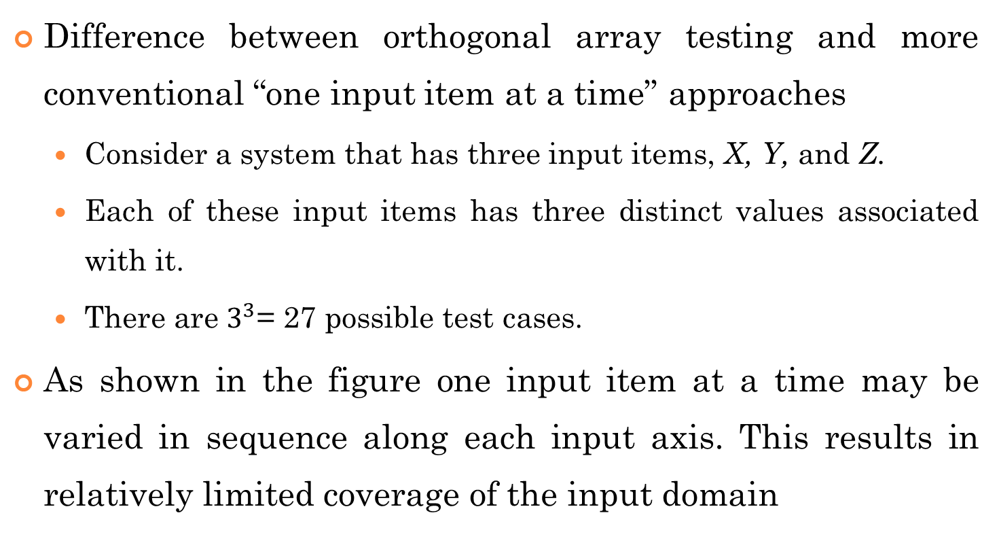 Difference between orthogonal array testing and more
conventional “one input item at a time” approaches
Consider a system that has three input items, X, Y, and Z.
Each of these input items has three distinct values associated
with it.
There are 3³= 27 possible test cases.
As shown in the figure one input item at a time may be
varied in sequence along each input axis. This results in
relatively limited coverage of the input domain